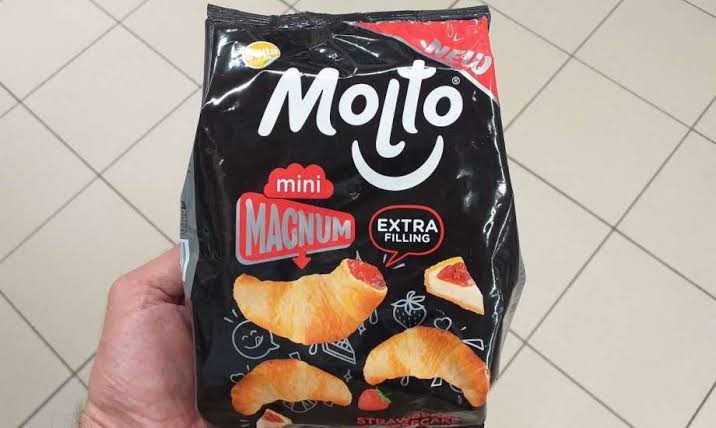 NEW
Molto®
mini
MAGNUM
EXTRA
FILLING